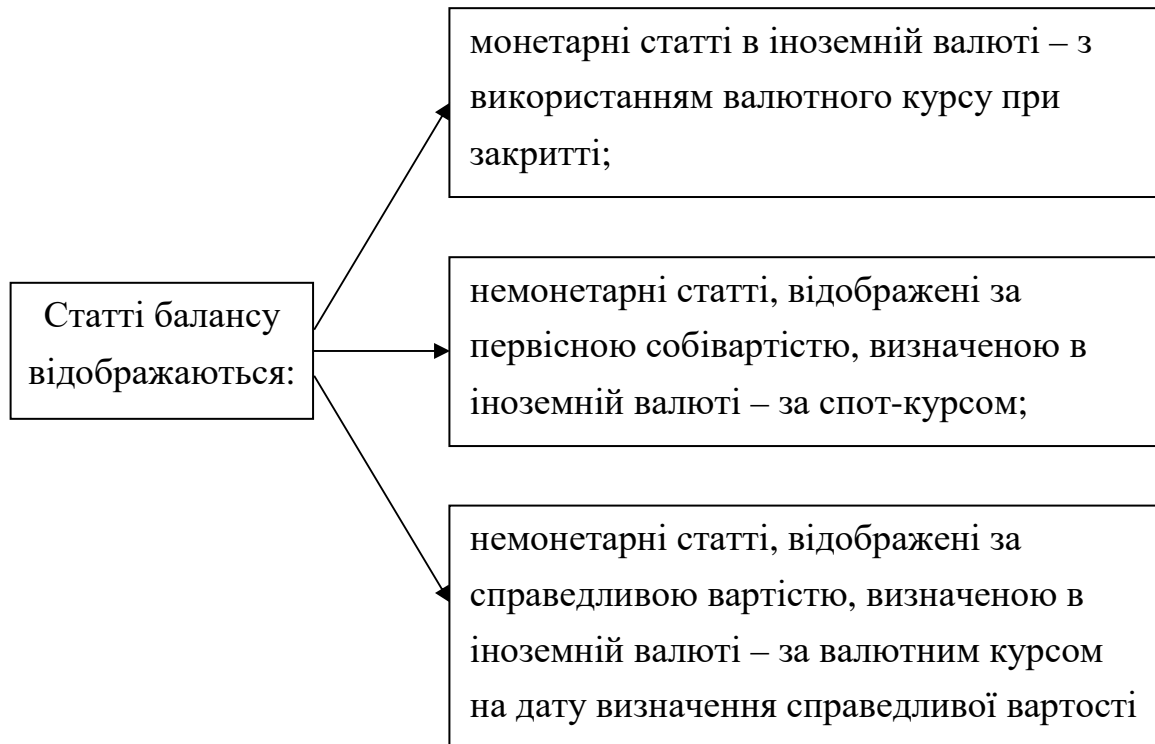 монетарні статті в іноземній валюті – з
використанням валютного курсу при
закритті;
Статті балансу
відображаються:
немонетарні статті, відображені за
первісною собівартістю, визначеною в
іноземній валюті – за спот-курсом;
немонетарні статті, відображені за
справедливою вартістю, визначеною в
іноземній валюті – за валютним курсом
на дату визначення справедливої вартості